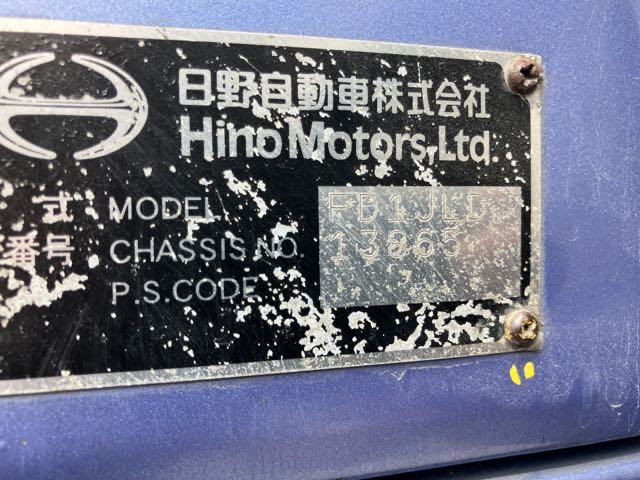 日野自動車株式会社
Hino Motors, Ltd.
式 MODEL FD1JLD
番号 CHASSIS NO. 13865
P.S. CODE